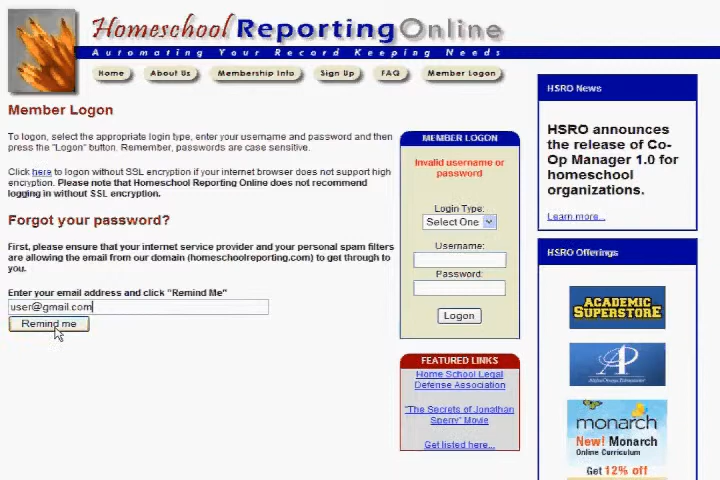 Homeschool ReportingOnline
Automating Your Record Keeping Needs
Home About Us Membership Info Sign Up FAQ Member Logon
Member Logon
To logon, select the appropriate login type, enter your username and password and then
press the "Logon" button. Remember, passwords are case sensitive.
Click here to logon without SSL encryption if your internet browser does not support high
encryption. Please note that Homeschool Reporting Online does not recommend
logging in without SSL encryption.
Forgot your password?
First, please ensure that your internet service provider and your personal spam filters
are allowing the email from our domain (homeschoolreporting.com) to get through to
you.
Enter your email address and click "Remind Me"
user@gmail.com
Remind me
MEMBER LOGON
Invalid username or
password
Login Type:
Select One
Username:
Password:
Logon
FEATURED LINKS
Home School Legal
Defense Association
"The Secrets of Jonathan
Sperry" Movie
Get listed here...
HSRO News
HSRO announces
the release of Co-
Op Manager 1.0 for
homeschool
organizations.
Learn more...
HSRO Offerings
ACADEMIC
SUPERSTORE
AP
monarch
New! Monarch
Online Curriculum
Get 12% off